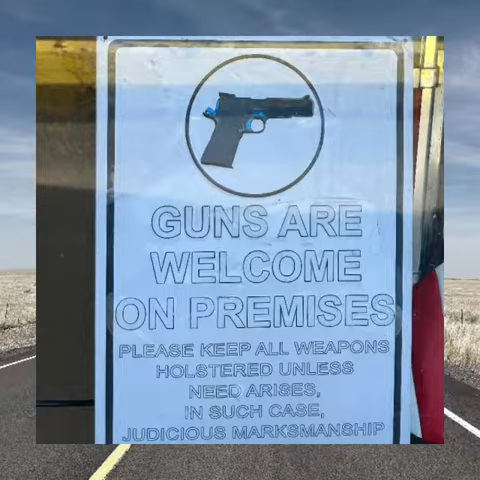 GUNS ARE
WELCOME
ON PREMISES
PLEASE KEEP ALL WEAPONS
HOLSTERED UNLESS
NEED ARISES,
IN SUCH CASE,
JUDICIOUS MARKSMANSHIP